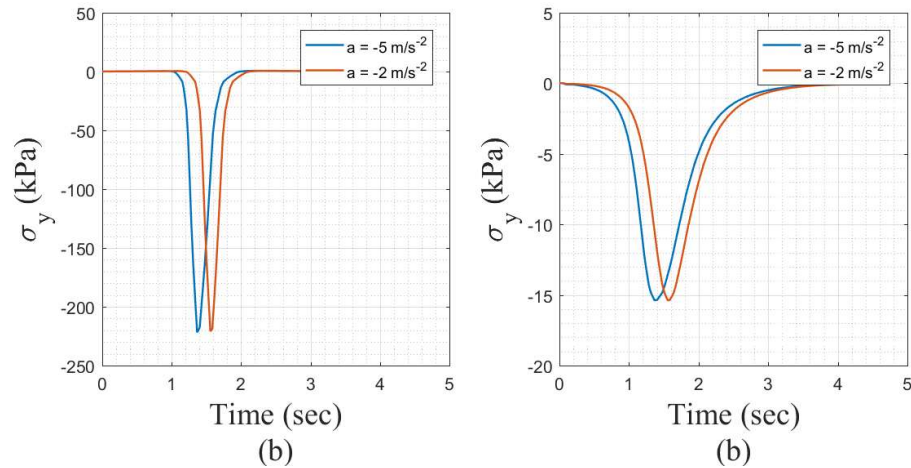 50
0
-50
-100
-150
-200
-250
σ_y (kPa)
0 1 2 3 4 5
Time (sec)
(b)
a = -5 m/s^-2
a = -2 m/s^-2
5
0
-5
-10
-15
-20
σ_y (kPa)
0 1 2 3 4 5
Time (sec)
(b)
a = -5 m/s^-2
a = -2 m/s^-2